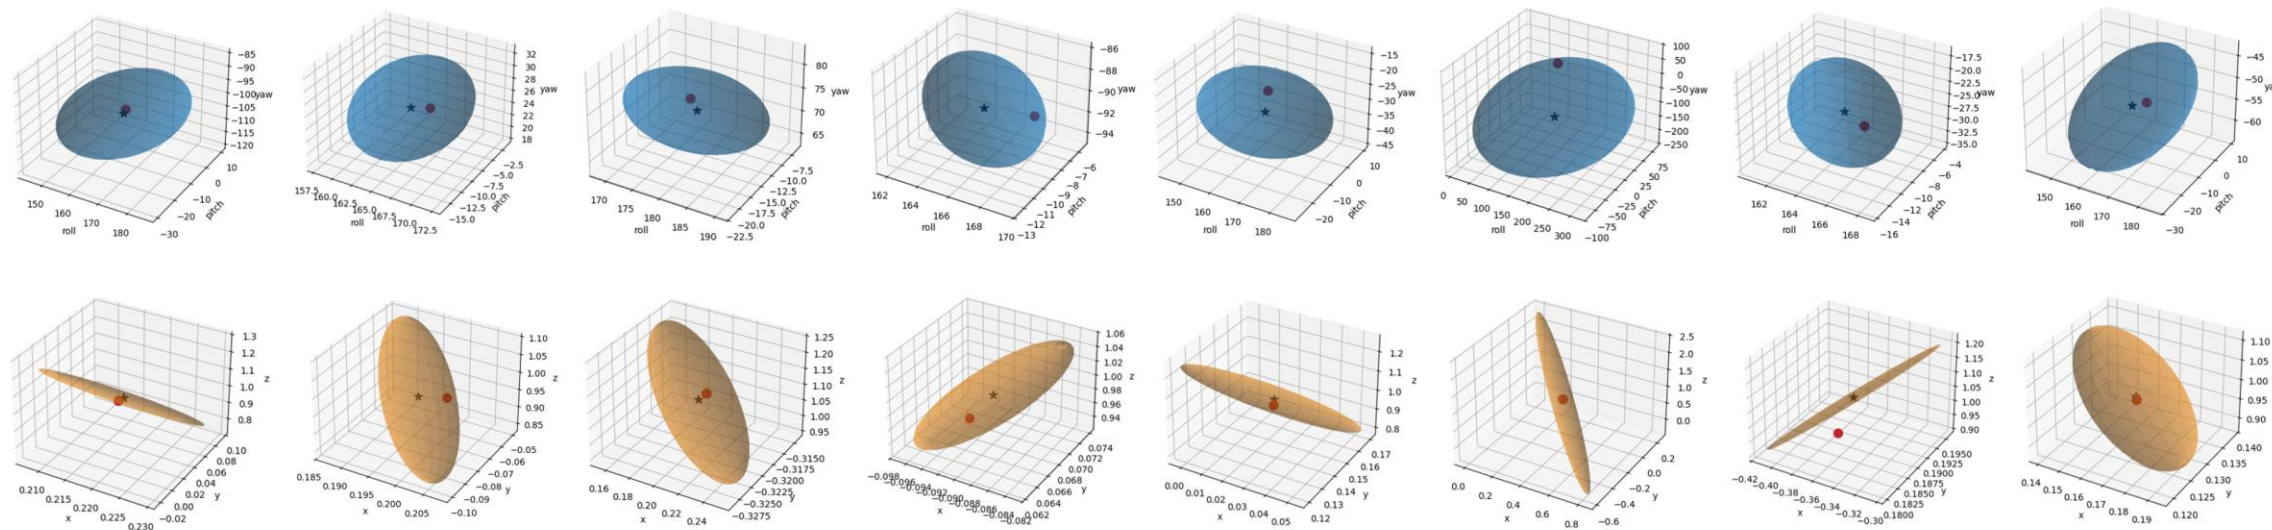 −85 −90 −95 −100 −105 −110 −115 −120 yaw
10 0 −10 −20 −30 pitch
150 160 170 180 roll
32 30 28 26 24 22 20 18 yaw
−2.5 −5.0 −7.5 −10.0 −12.5 −15.0 pitch
157.5 160.0 162.5 165.0 167.5 170.0 172.5 roll
80 75 70 65 yaw
−7.5 −10.0 −12.5 −15.0 −17.5 −20.0 −22.5 pitch
170 175 180 185 190 roll
−86 −88 −90 −92 −94 yaw
−6 −7 −8 −9 −10 −11 −12 −13 pitch
162 164 166 168 170 roll
−15 −20 −25 −30 −35 −40 −45 yaw
10 0 −10 −20 pitch
150 160 170 180 roll
100 50 0 −50 −100 −150 −200 −250 yaw
75 50 25 0 −25 −50 −75 −100 pitch
0 50 100 150 200 250 300 roll
−17.5 −20.0 −22.5 −25.0 −27.5 −30.0 −32.5 −35.0 yaw
−4 −6 −8 −10 −12 −14 −16 pitch
162 164 166 168 roll
−45 −50 −55 −60
10 0 −10 −20 −30 pitch
150 160 170 180 roll
1.3 1.2 1.1 1.0 0.9 0.8 z
0.10 0.08 0.06 0.04 0.02 0.00 −0.02 y
0.210 0.215 0.220 0.225 0.230 x
1.10 1.05 1.00 0.95 0.90 0.85 z
−0.05 −0.06 −0.07 −0.08 −0.09 −0.10 y
0.185 0.190 0.195 0.200 0.205 x
1.25 1.20 1.15 1.10 1.05 1.00 0.95 z
−0.3150 −0.3175 −0.3200 −0.3225 −0.3250 −0.3275 y
0.16 0.18 0.20 0.22 0.24 x
1.06 1.04 1.02 1.00 0.98 0.96 0.94 z
0.074 0.072 0.070 0.068 0.066 0.064 0.062 y
−0.098 −0.096 −0.094 −0.092 −0.090 −0.088 −0.086 −0.084 −0.082 x
1.2 1.1 1.0 0.9 0.8 z
0.17 0.16 0.15 0.14 0.13 0.12 y
0.00 0.01 0.02 0.03 0.04 0.05 x
2.5 2.0 1.5 1.0 0.5 0.0 z
0.2 0.0 −0.2 −0.4 −0.6 y
0.0 0.2 0.4 0.6 0.8 x
1.20 1.15 1.10 1.05 1.00 0.95 0.90 z
0.1950 0.1925 0.1900 0.1875 0.1850 0.1825 0.1800 y
−0.42 −0.40 −0.38 −0.36 −0.34 −0.32 −0.30 x
1.10 1.05 1.00 0.95 0.90 z
0.140 0.135 0.130 0.125 0.120 y
0.14 0.15 0.16 0.17 0.18 0.19 x